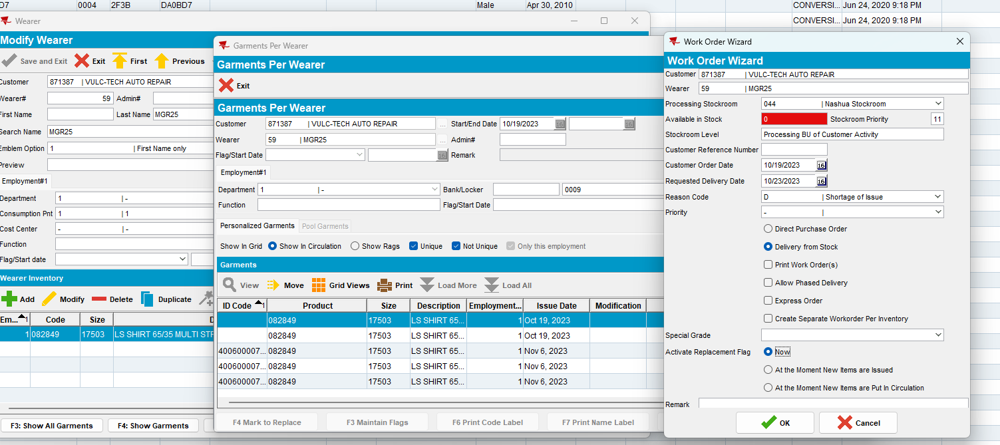 D7 0004 2F3B DA0BD7 Male Apr 30, 2010 CONVERSI... Jun 24, 2020 9:18 PM
CONVERSI... Jun 24, 2020 9:18 PM
Wearer
Modify Wearer
Save and Exit Exit First Previous
Customer 871387 | VULC-TECH AUTO REPAIR
Wearer# 59 Admin#
First Name Last Name MGR25
Search Name MGR25
Emblem Option 1 | First Name only
Preview
Employment#1
Department 1 | -
Consumption Pnt 1 | 1
Cost Center - | -
Function
Flag/Start date
Wearer Inventory
Add Modify Delete Duplicate
Em... 1 Code Size D
1 082849 17503 LS SHIRT 65/35 MULTI STR
F3: Show All Garments F4: Show Garments
Garments Per Wearer
Garments Per Wearer
Exit
Garments Per Wearer
Customer 871387 | VULC-TECH AUTO REPAIR ... Start/End Date 10/19/2023 16 16
Wearer 59 | MGR25 ... Admin#
Flag/Start Date 16 Remark
Employment#1
Department 1 | - Bank/Locker 0009
Function Flag/Start Date
Personalized Garments Pool Garments
Show In Grid Show In Circulation Show Rags Unique Not Unique Only this employment
Garments
View Move Grid Views Print Load More Load All
ID Code 1 Product Size Description Employment... Issue Date Modification
082849 17503 LS SHIRT 65... 1 Oct 19, 2023
082849 17503 LS SHIRT 65... 1 Oct 19, 2023
400600007... 082849 17503 LS SHIRT 65... 1 Nov 6, 2023
400600007... 082849 17503 LS SHIRT 65... 1 Nov 6, 2023
400600007... 082849 17503 LS SHIRT 65... 1 Nov 6, 2023
F4 Mark to Replace F3 Maintain Flags F6 Print Code Label F7 Print Name Label
Work Order Wizard
Work Order Wizard
Customer 871387 | VULC-TECH AUTO REPAIR
Wearer 59 | MGR25
Processing Stockroom 044 | Nashua Stockroom
Available in Stock 0 Stockroom Priority 11
Stockroom Level Processing BU of Customer Activity
Customer Reference Number
Customer Order Date 10/19/2023 16
Requested Delivery Date 10/23/2023 16
Reason Code D | Shortage of Issue
Priority - |
Direct Purchase Order
Delivery from Stock
Print Work Order(s)
Allow Phased Delivery
Express Order
Create Separate Workorder Per Inventory
Special Grade
Activate Replacement Flag Now
At the Moment New Items are Issued
At the Moment New Items are Put In Circulation
Remark
OK Cancel